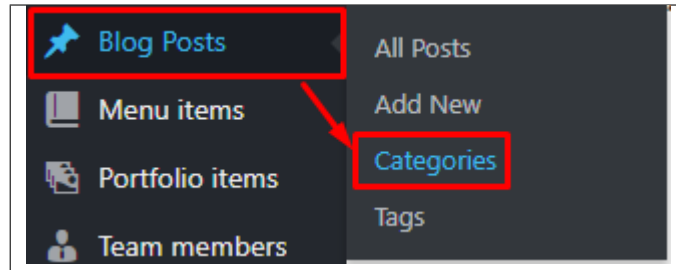 Blog Posts
Menu items
Portfolio items
Team members
All Posts
Add New
Categories
Tags